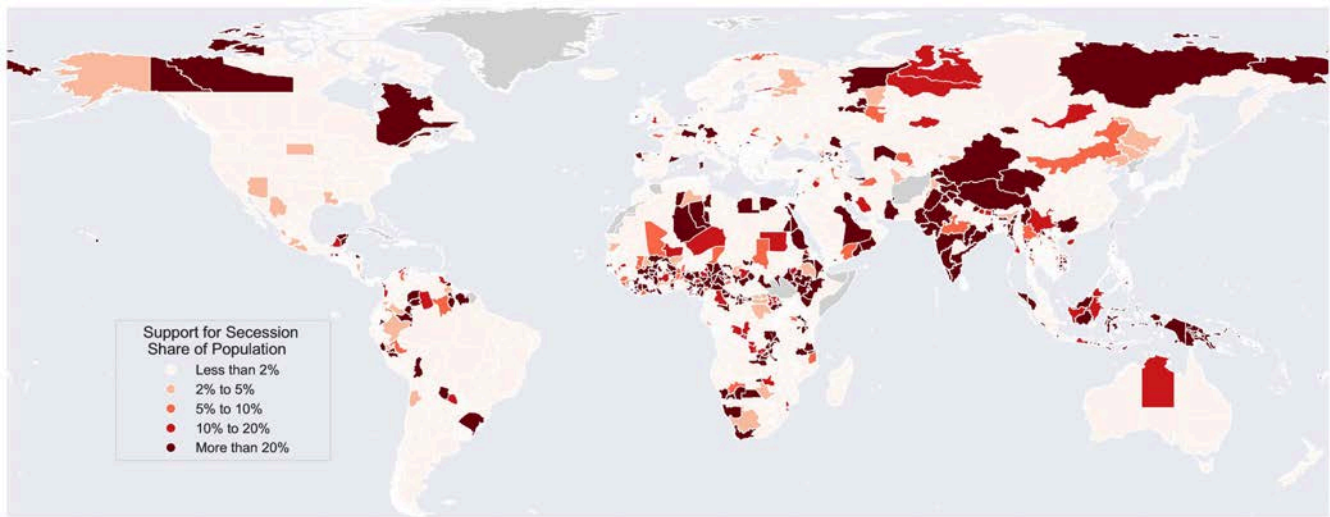 Support for Secession
Share of Population
Less than 2%
2% to 5%
5% to 10%
10% to 20%
More than 20%